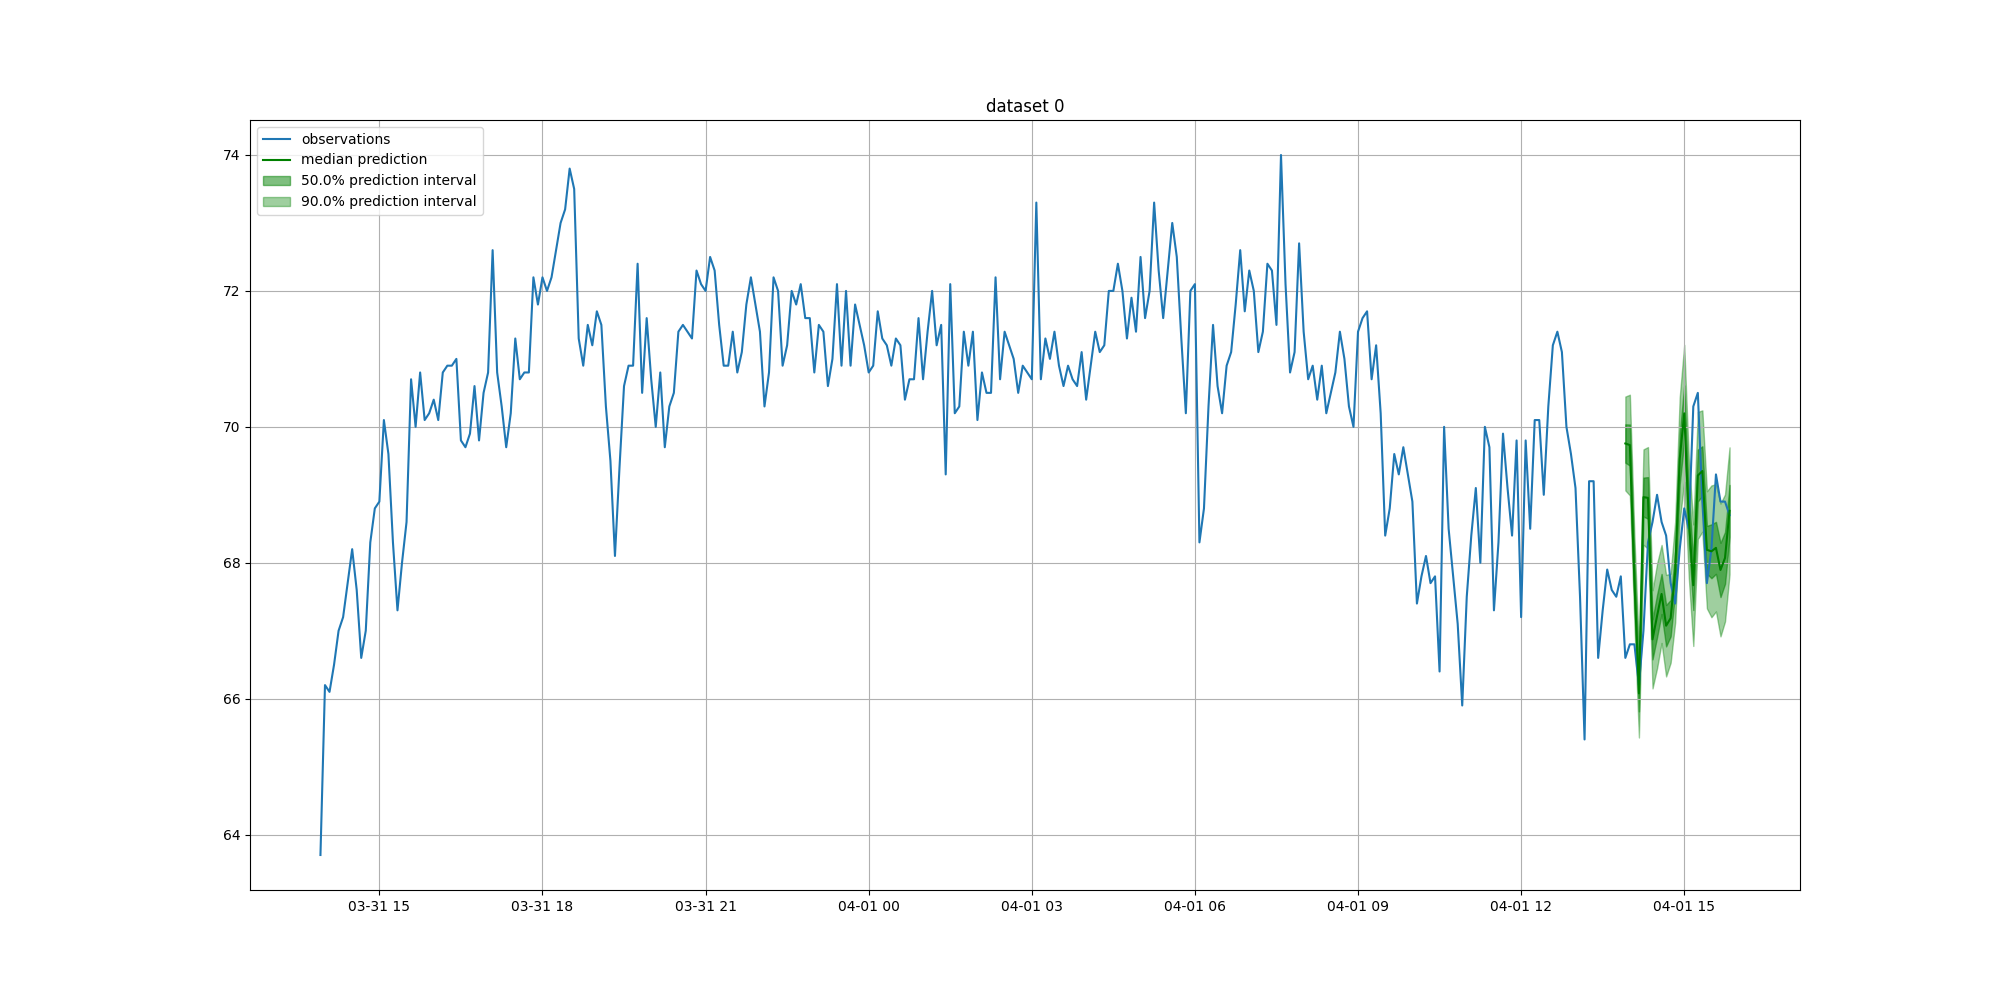 dataset 0
observations
median prediction
50.0% prediction interval
90.0% prediction interval
74
72
70
68
66
64
03-31 15 03-31 18 03-31 21 04-01 00 04-01 03 04-01 06 04-01 09 04-01 12 04-01 15